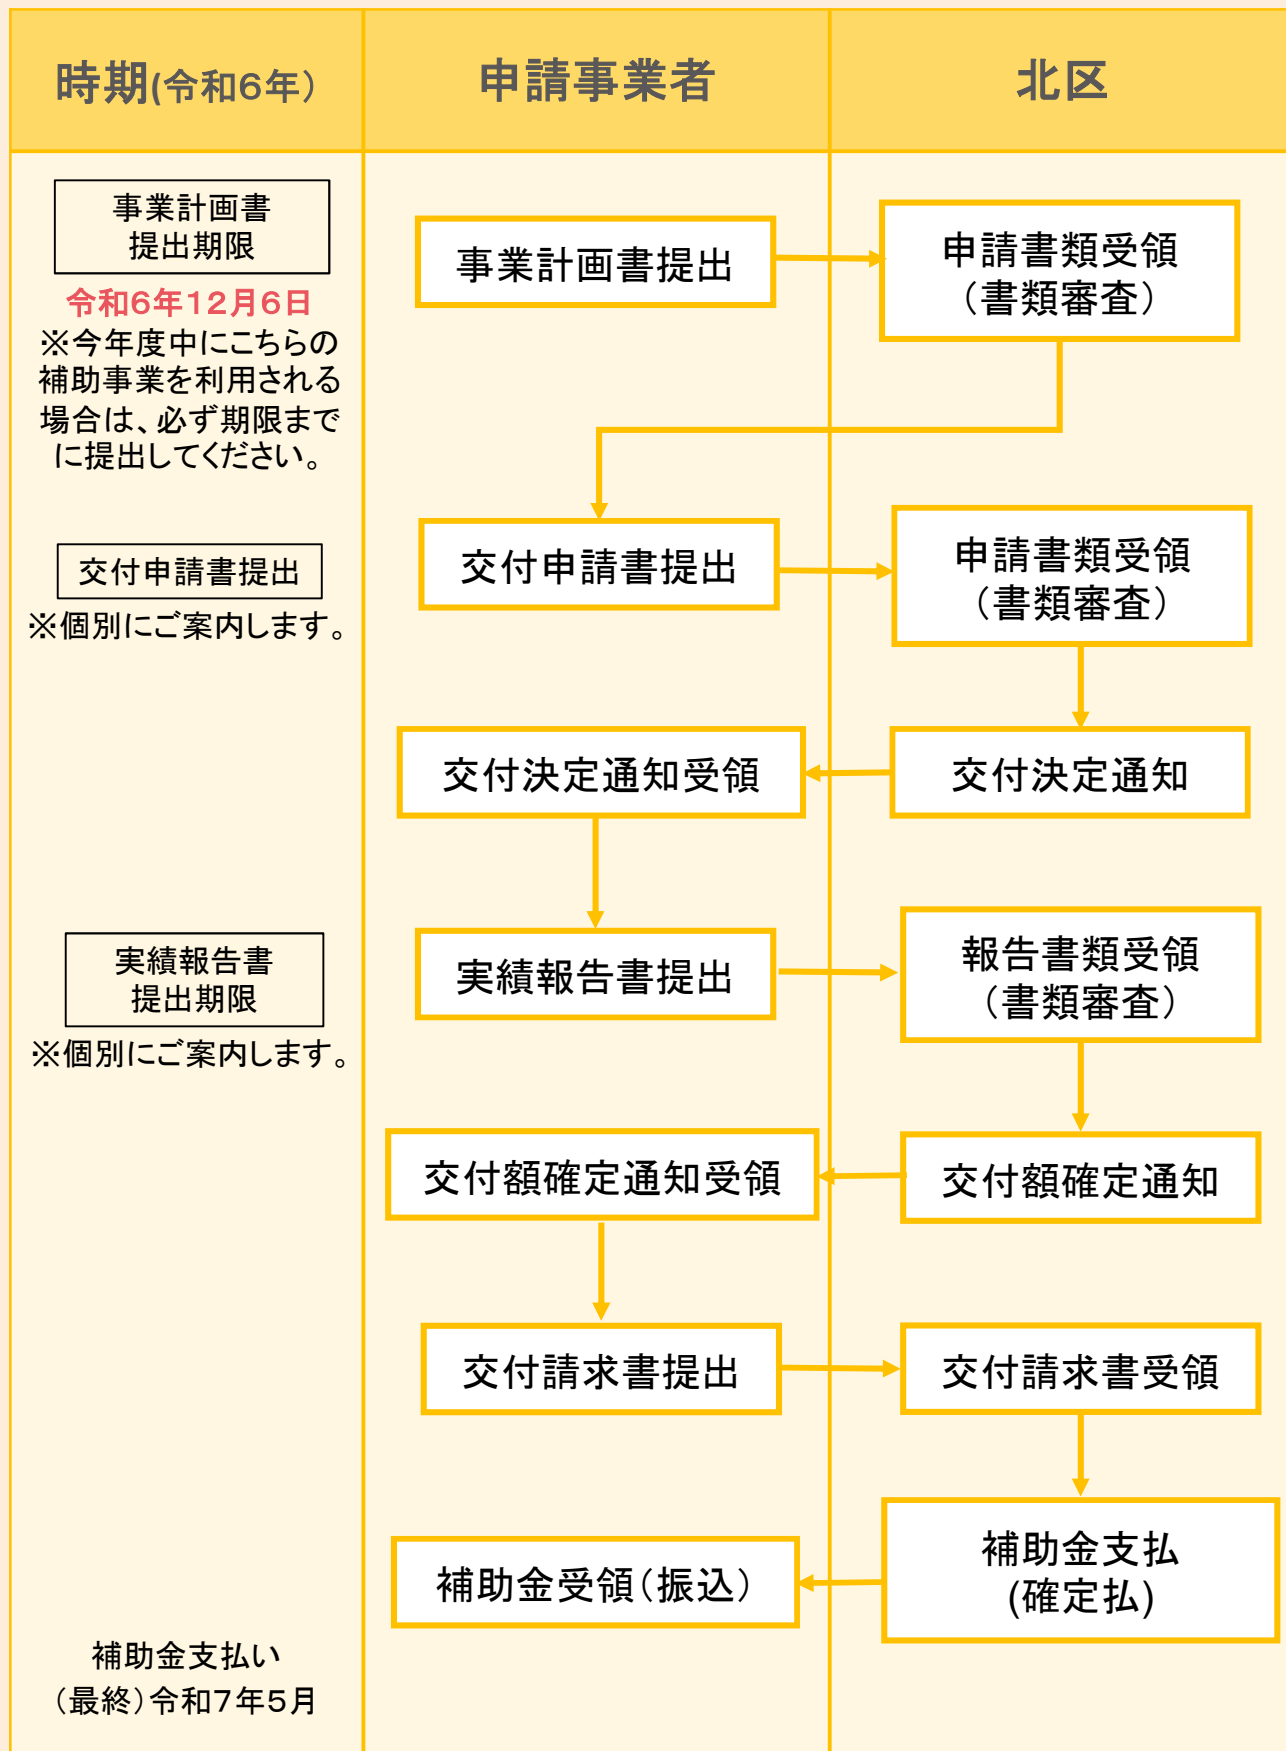 時期(令和6年)
申請事業者
北区
事業計画書
提出期限
令和6年12月6日
※今年度中にこちらの
補助事業を利用される
場合は、必ず期限まで
に提出してください。
事業計画書提出
申請書類受領
(書類審査)
交付申請書提出
※個別にご案内します。
交付申請書提出
申請書類受領
(書類審査)
交付決定通知受領
交付決定通知
実績報告書
提出期限
※個別にご案内します。
実績報告書提出
報告書類受領
(書類審査)
交付額確定通知受領
交付額確定通知
交付請求書提出
交付請求書受領
補助金受領(振込)
補助金支払
(確定払)
補助金支払い
(最終)令和7年5月